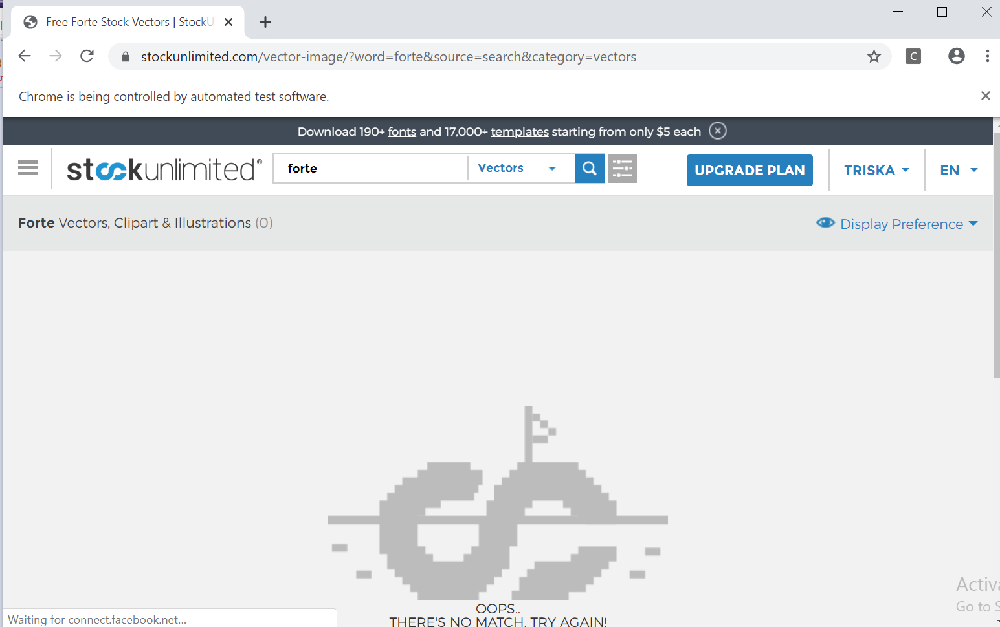 Free Forte Stock Vectors | StockU
stockunlimited.com/vector-image/?word=forte&source=search&category=vectors
C
Chrome is being controlled by automated test software.
Download 190+ fonts and 17,000+ templates starting from only $5 each
stockunlimited®
forte
Vectors
UPGRADE PLAN
TRISKA
EN
Forte Vectors, Clipart & Illustrations (0)
Display Preference
OOPS..
THERE'S NO MATCH, TRY AGAIN!
Activa
Go to S
Waiting for connect.facebook.net...